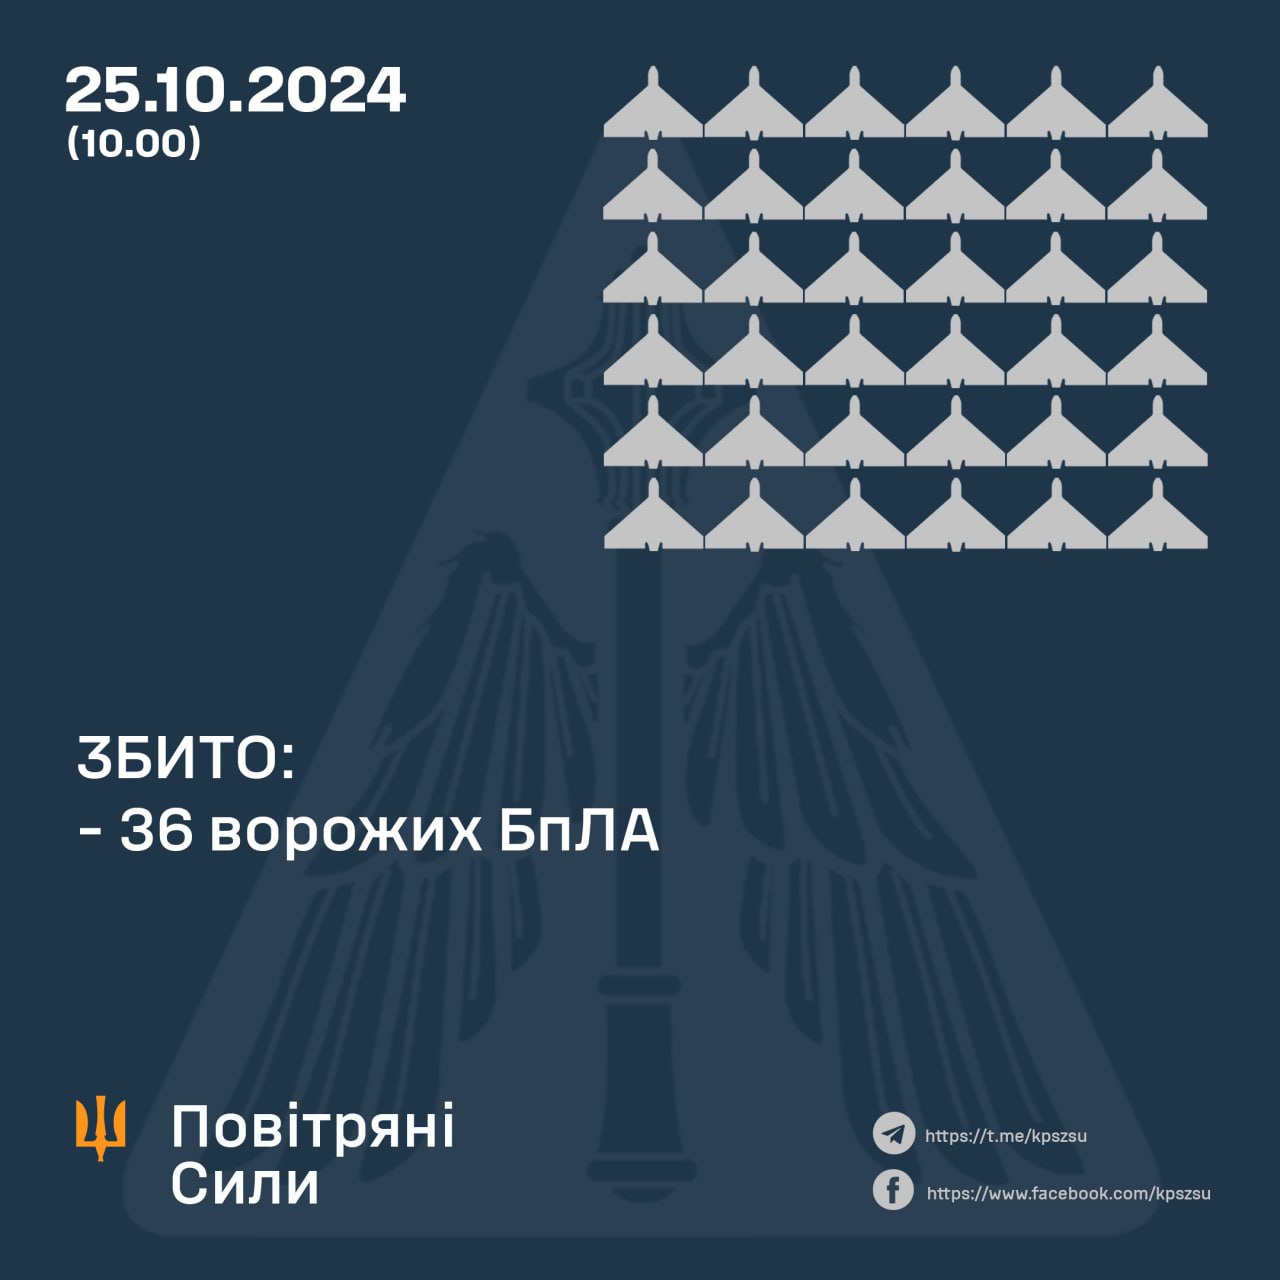 25.10.2024
(10.00)
ЗБИТО:
- 36 ворожих БпЛА
Повітряні
Сили
https://t.me/kpszsu
https://www.facebook.com/kpszsu